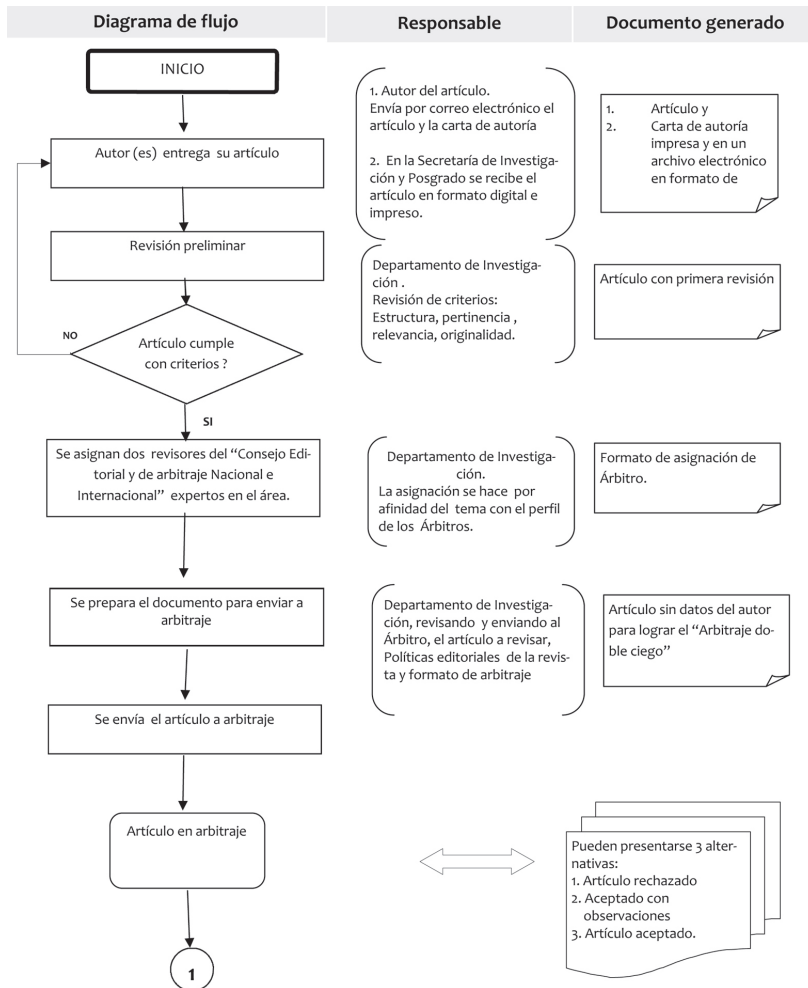 Diagrama de flujo
Responsable
Documento generado
INICIO
1. Autor del artículo.
Envía por correo electrónico el
artículo y la carta de autoría
2. En la Secretaría de Investiga-
ción y Posgrado se recibe el
artículo en formato digital e
impreso.
1. Artículo y
2. Carta de autoría
impresa y en un
archivo electrónico
en formato de
Autor (es) entrega su artículo
Revisión preliminar
Departamento de Investiga-
ción .
Revisión de criterios:
Estructura, pertinencia ,
relevancia, originalidad.
Artículo con primera revisión
NO
Artículo cumple
con criterios ?
SI
Se asignan dos revisores del “Consejo Edi-
torial y de arbitraje Nacional e
Internacional” expertos en el área.
Departamento de Investiga-
ción.
La asignación se hace por
afinidad del tema con el perfil
de los Árbitros.
Formato de asignación de
Árbitro.
Se prepara el documento para enviar a
arbitraje
Departamento de Investiga-
ción, revisando y enviando al
Árbitro, el artículo a revisar,
Políticas editoriales de la revis-
ta y formato de arbitraje
Artículo sin datos del autor
para lograr el “Arbitraje do-
ble ciego”
Se envía el artículo a arbitraje
Artículo en arbitraje
Pueden presentarse 3 alter-
nativas:
1. Artículo rechazado
2. Aceptado con
observaciones
3. Artículo aceptado.
1